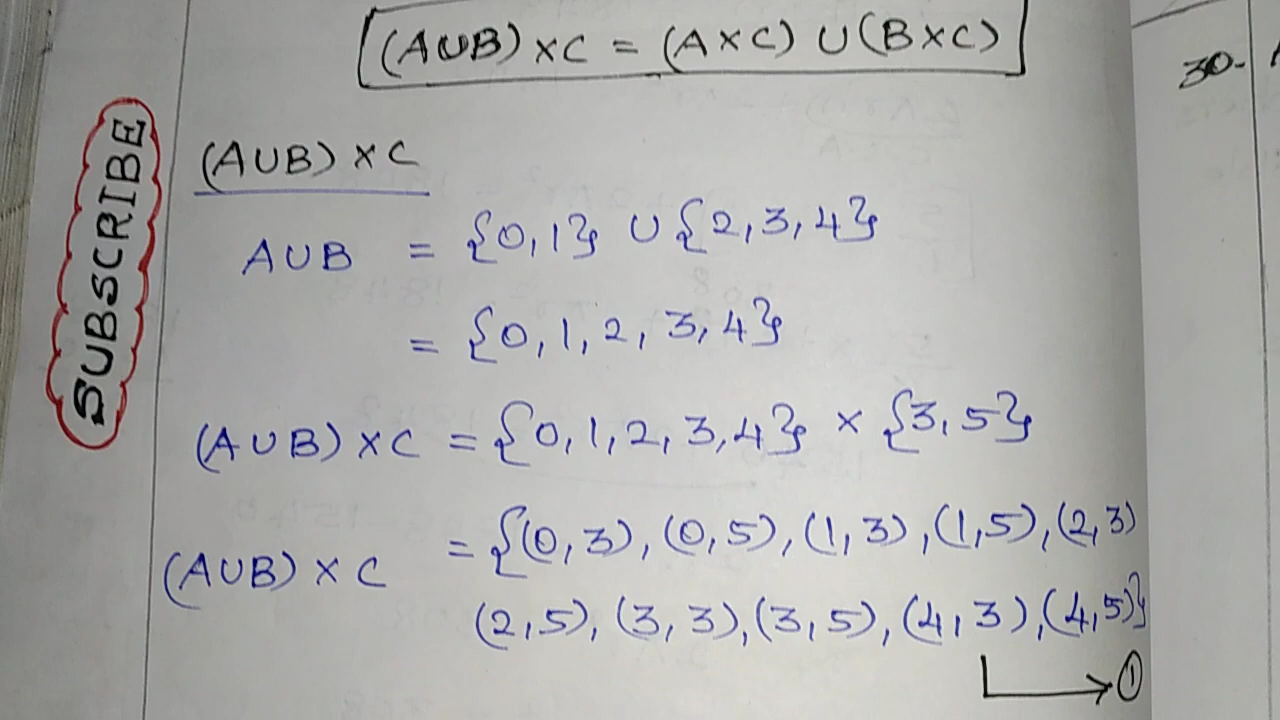 (A∪B) × C = (A × C) ∪ (B × C)
30-
SUBSCRIBE
(A∪B) × C
A∪B = {0, 1} ∪ {2, 3, 4}
= {0, 1, 2, 3, 4}
(A∪B) × C = {0, 1, 2, 3, 4} × {3, 5}
(A∪B) × C = {(0, 3), (0, 5), (1, 3), (1, 5), (2, 3)
(2, 5), (3, 3), (3, 5), (4, 3), (4, 5)}
→ ①